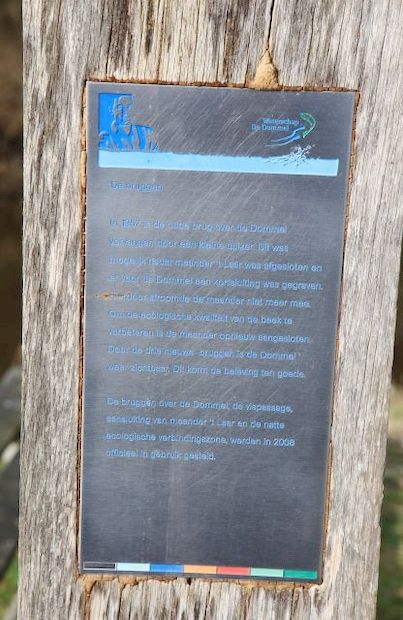 Waterschap
De Dommel
De bruggen
In 1967 is de oude brug over de Dommel
vervangen door een kleine duiker. Dit was
mogelijk nadat meander 't Laar was afgesloten en
er voor de Dommel een kortsluiting was gegraven.
Hierdoor stroomde de meander niet meer mee.
Om de ecologische kwaliteit van de beek te
verbeteren is de meander opnieuw aangesloten.
Door de drie nieuwe bruggen is de Dommel
weer zichtbaar. Dit komt de beleving ten goede.
De bruggen over de Dommel, de vispassage,
aansluiting van meander 't Laar en de natte
ecologische verbindingszone, werden in 2008
officieel in gebruik gesteld.